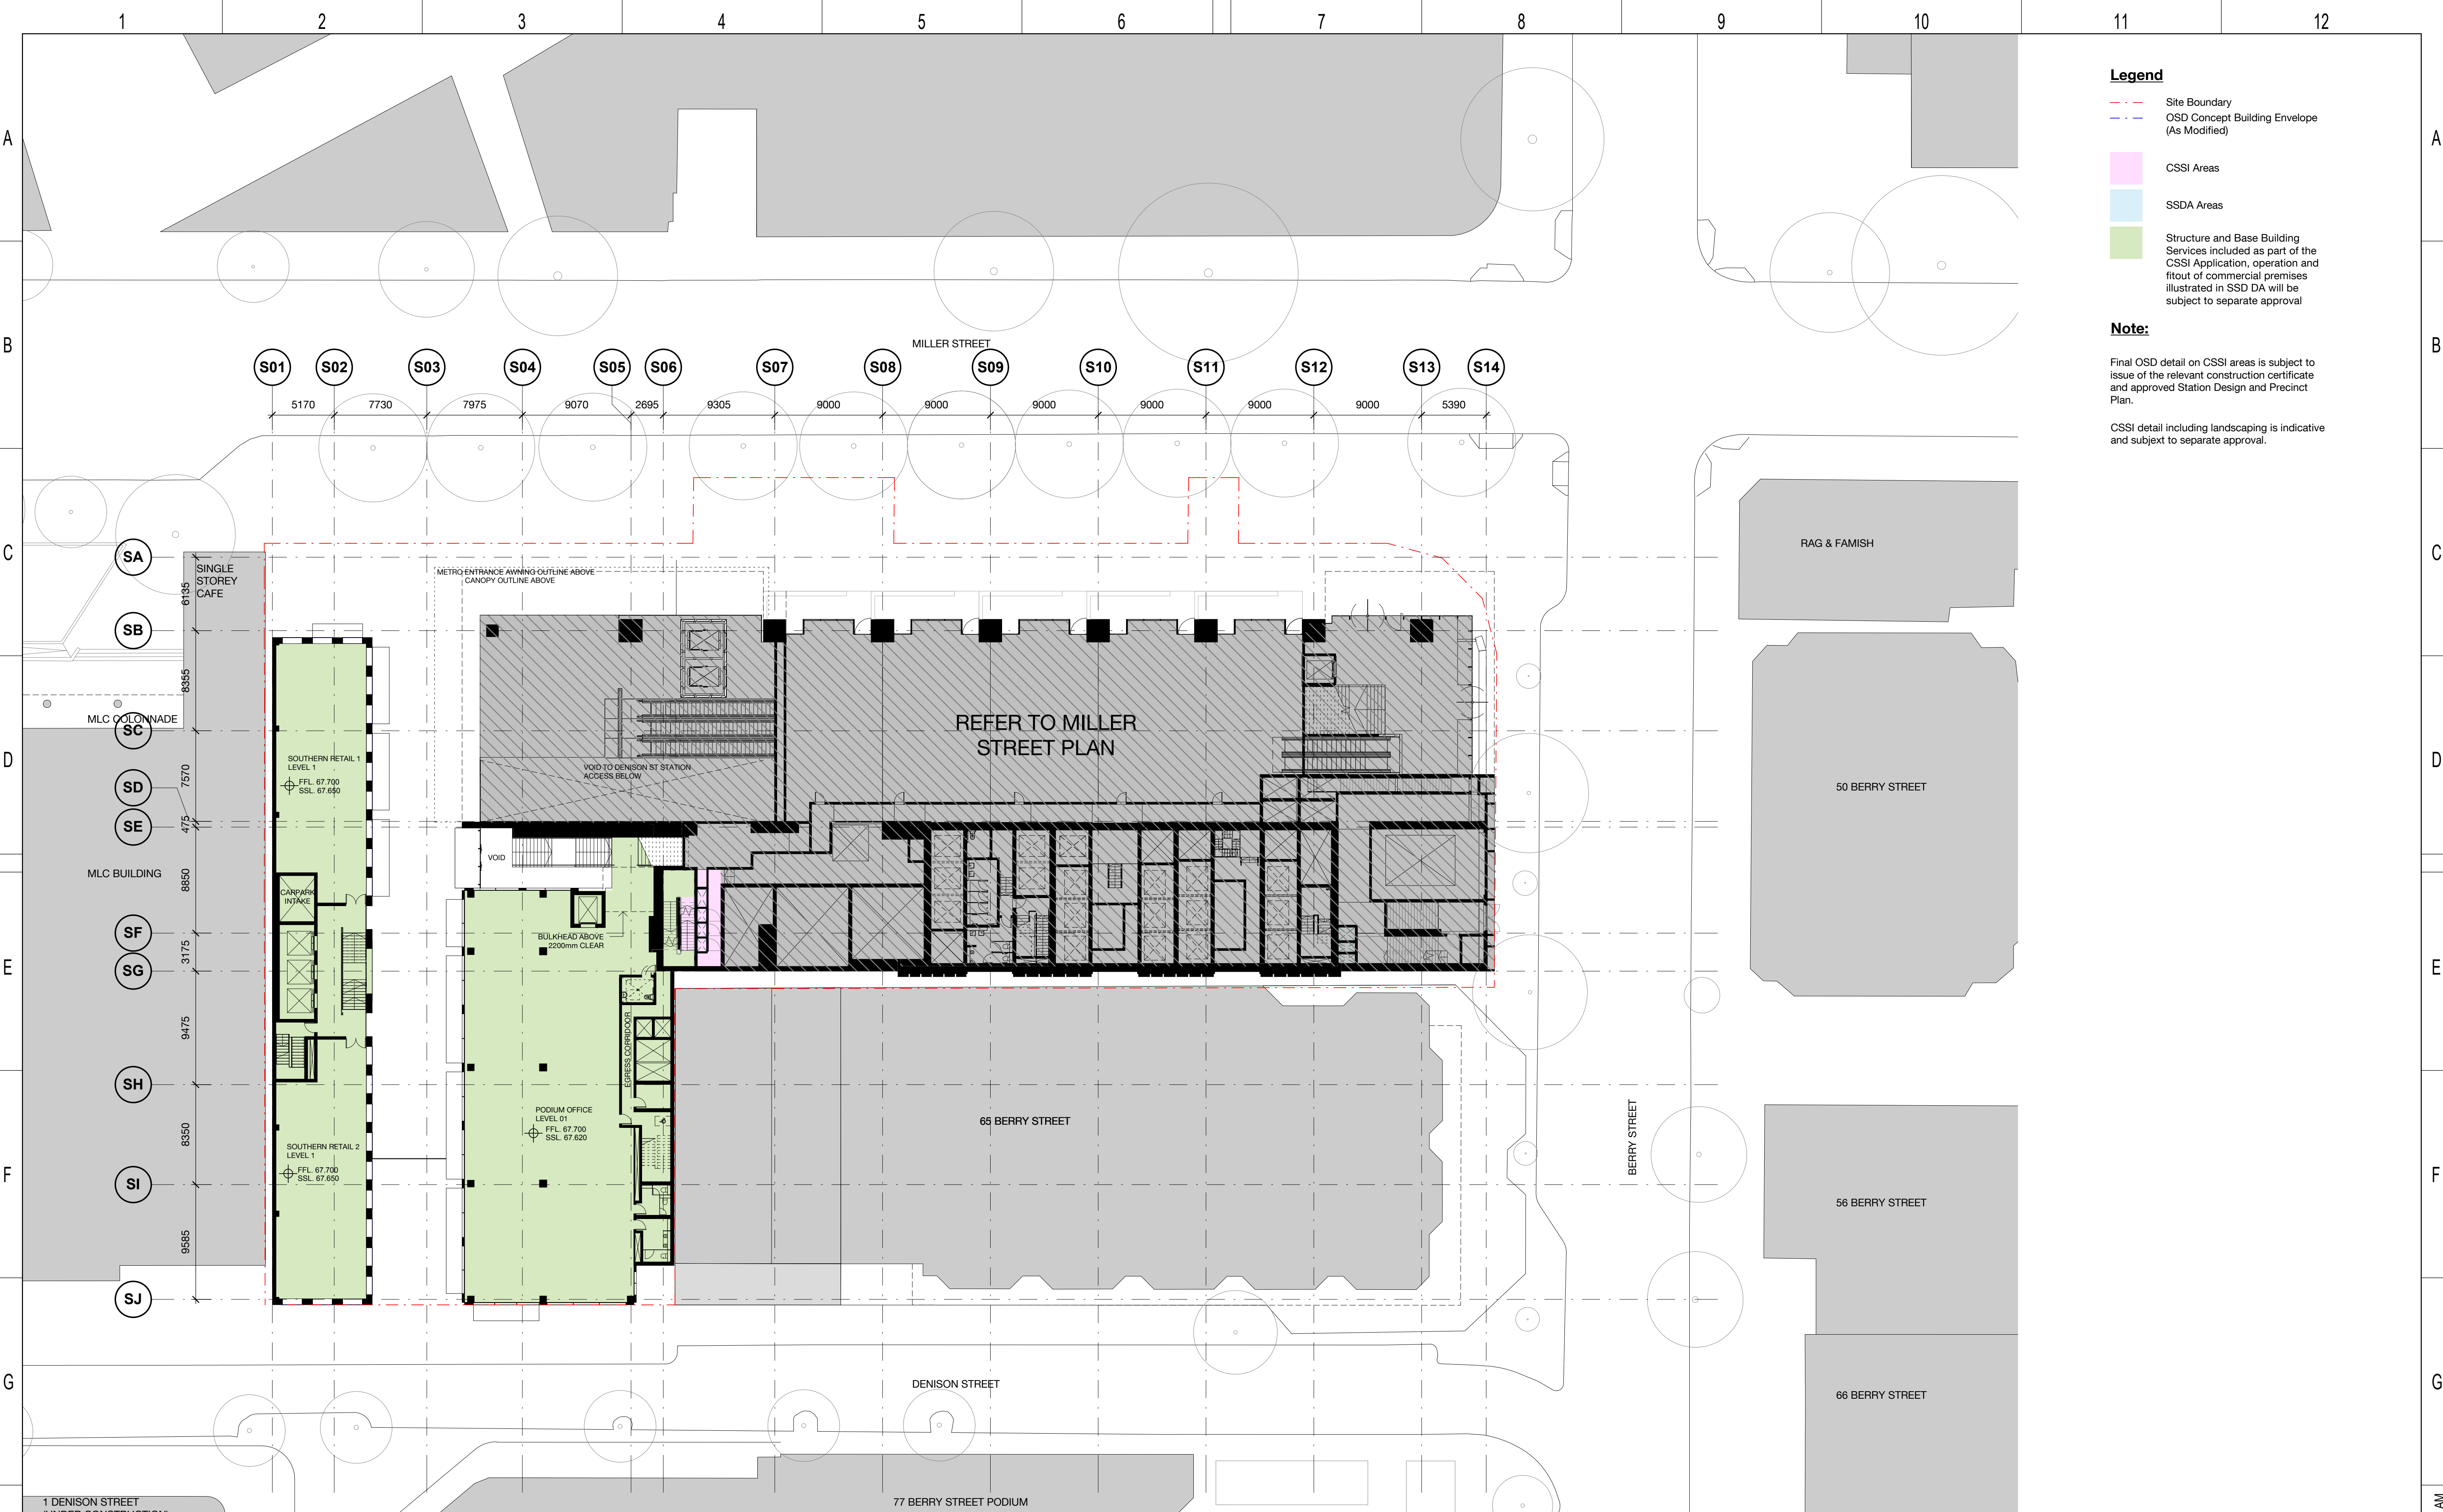 1 2 3 4 5 6 7 8 9 10 11 12
A A
B B
C C
D D
E E
F F
G G
Legend
Site Boundary
OSD Concept Building Envelope
(As Modified)
CSSI Areas
SSDA Areas
Structure and Base Building
Services included as part of the
CSSI Application, operation and
fitout of commercial premises
illustrated in SSD DA will be
subject to separate approval
Note:
Final OSD detail on CSSI areas is subject to
issue of the relevant construction certificate
and approved Station Design and Precinct
Plan.
CSSI detail including landscaping is indicative
and subjext to separate approval.
MILLER STREET
S01 S02 S03 S04 S05 S06 S07 S08 S09 S10 S11 S12 S13 S14
5170 7730 7975 9070 2695 9305 9000 9000 9000 9000 9000 9000 5390
SA
SB
SC
SD
SE
SF
SG
SH
SI
SJ
6135
8355
7570
475
8850
3175
9475
8350
9585
SINGLE
STOREY
CAFE
METRO ENTRANCE AWNING OUTLINE ABOVE
CANOPY OUTLINE ABOVE
RAG & FAMISH
MLC COLONNADE
REFER TO MILLER
STREET PLAN
SOUTHERN RETAIL 1
LEVEL 1
FFL. 67.700
SSL. 67.650
VOID TO DENISON ST STATION
ACCESS BELOW
50 BERRY STREET
VOID
MLC BUILDING
CARPARK
INTAKE
BULKHEAD ABOVE
2200mm CLEAR
EGRESS CORRIDOOR
PODIUM OFFICE
LEVEL 01
FFL. 67.700
SSL. 67.620
65 BERRY STREET
BERRY STREET
SOUTHERN RETAIL 2
LEVEL 1
FFL. 67.700
SSL. 67.650
56 BERRY STREET
DENISON STREET
66 BERRY STREET
1 DENISON STREET
77 BERRY STREET PODIUM
AM